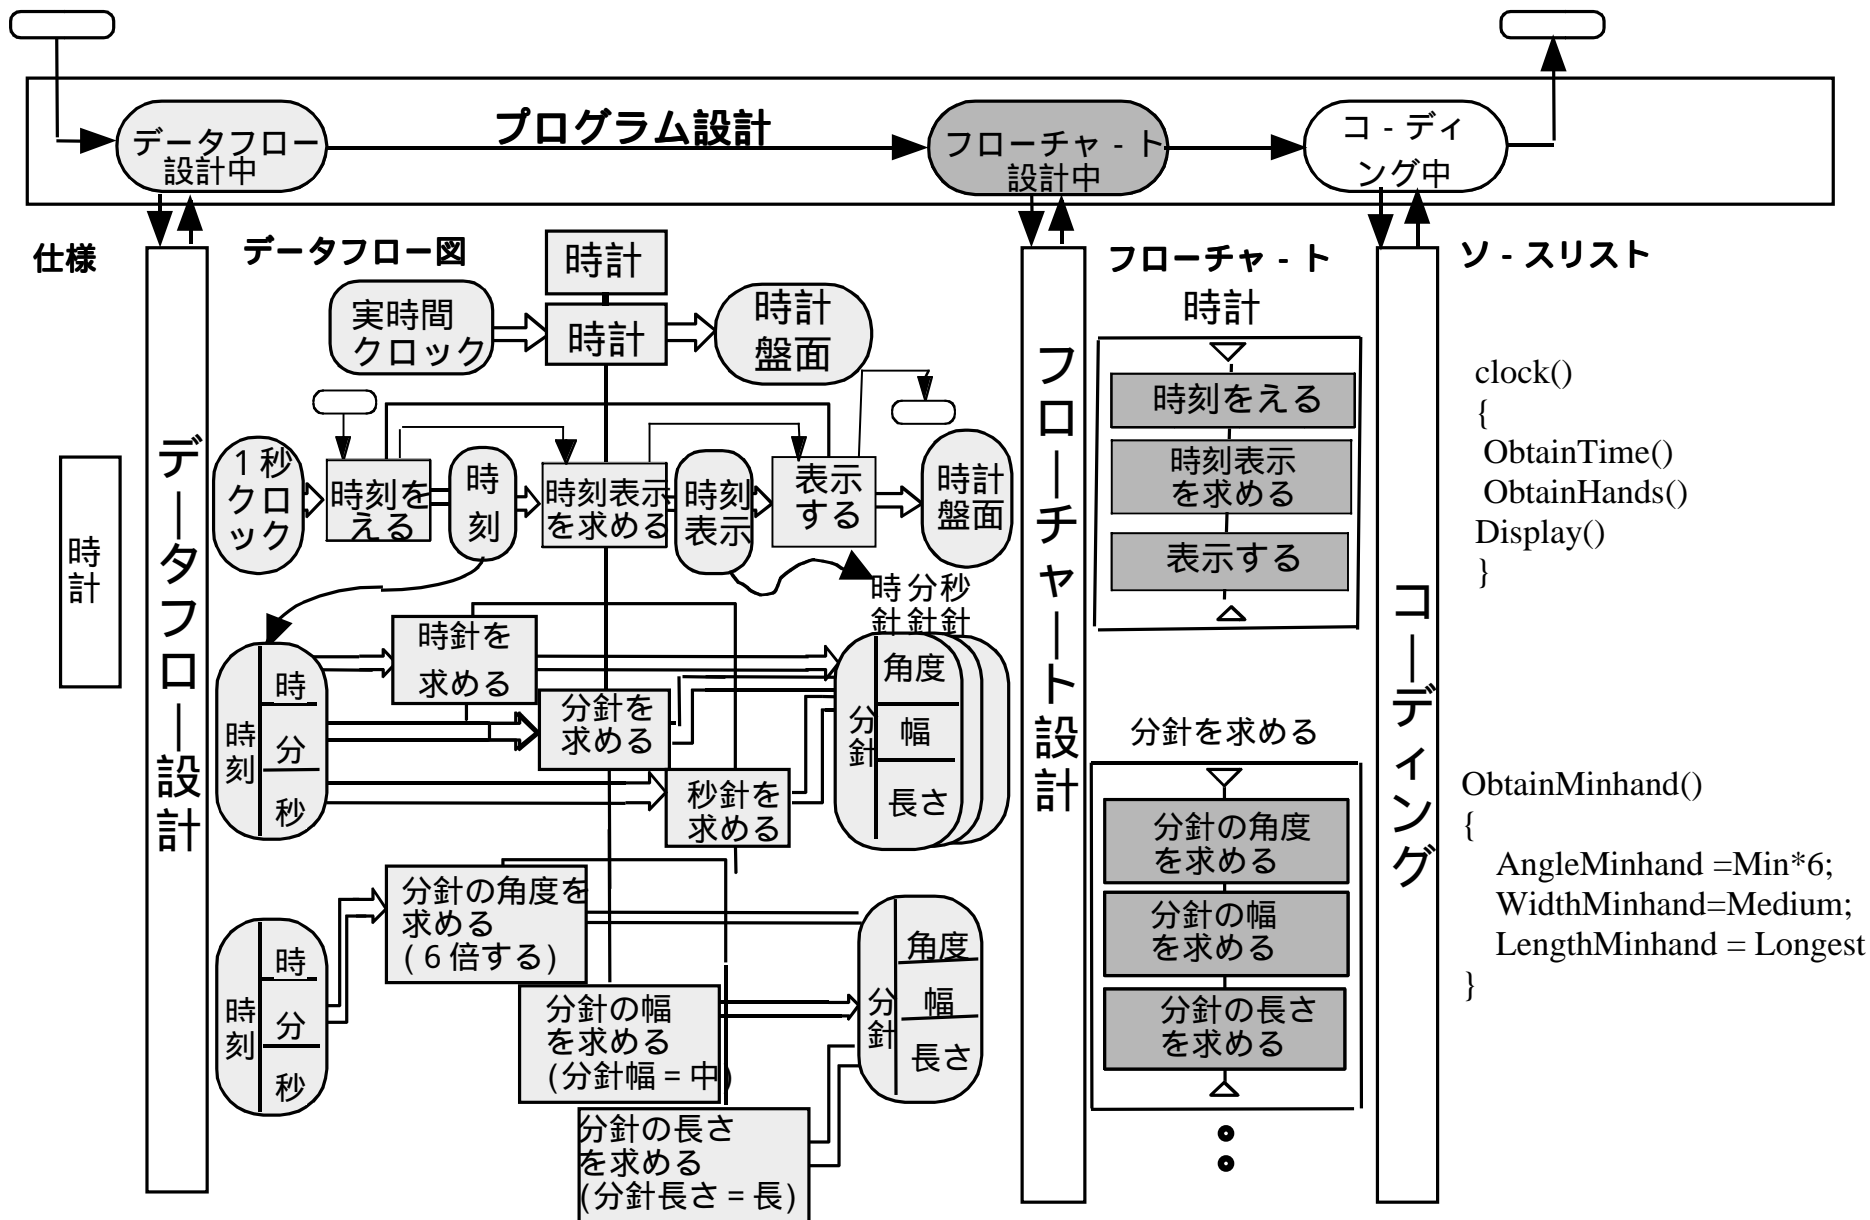 プログラム設計
データフロー
設計中
フローチャ - ト
設計中
コ - ディ
ング中
仕様
時
計
データフロー設計
データフロー図
時計
実時間
クロック
時計
時計
盤面
1 秒
クロ
ック
時刻を
える
時
刻
時刻表示
を求める
時刻
表示
表示
する
時計
盤面
時 分 秒
針 針 針
時刻
時
分
秒
時針を
求める
分針を
求める
秒針を
求める
分針
角度
幅
長さ
時刻
時
分
秒
分針の角度を
求める
( 6 倍する)
分針の幅
を求める
(分針幅 = 中)
分針の長さ
を求める
(分針長さ = 長)
分針
角度
幅
長さ
フローチャート設計
フローチャ - ト
時計
時刻をえる
時刻表示
を求める
表示する
分針を求める
分針の角度
を求める
分針の幅
を求める
分針の長さ
を求める
コーディング
ソ - スリスト
clock()
{
ObtainTime()
ObtainHands()
Display()
}
ObtainMinhand()
{
AngleMinhand =Min*6;
WidthMinhand=Medium;
LengthMinhand = Longest
}